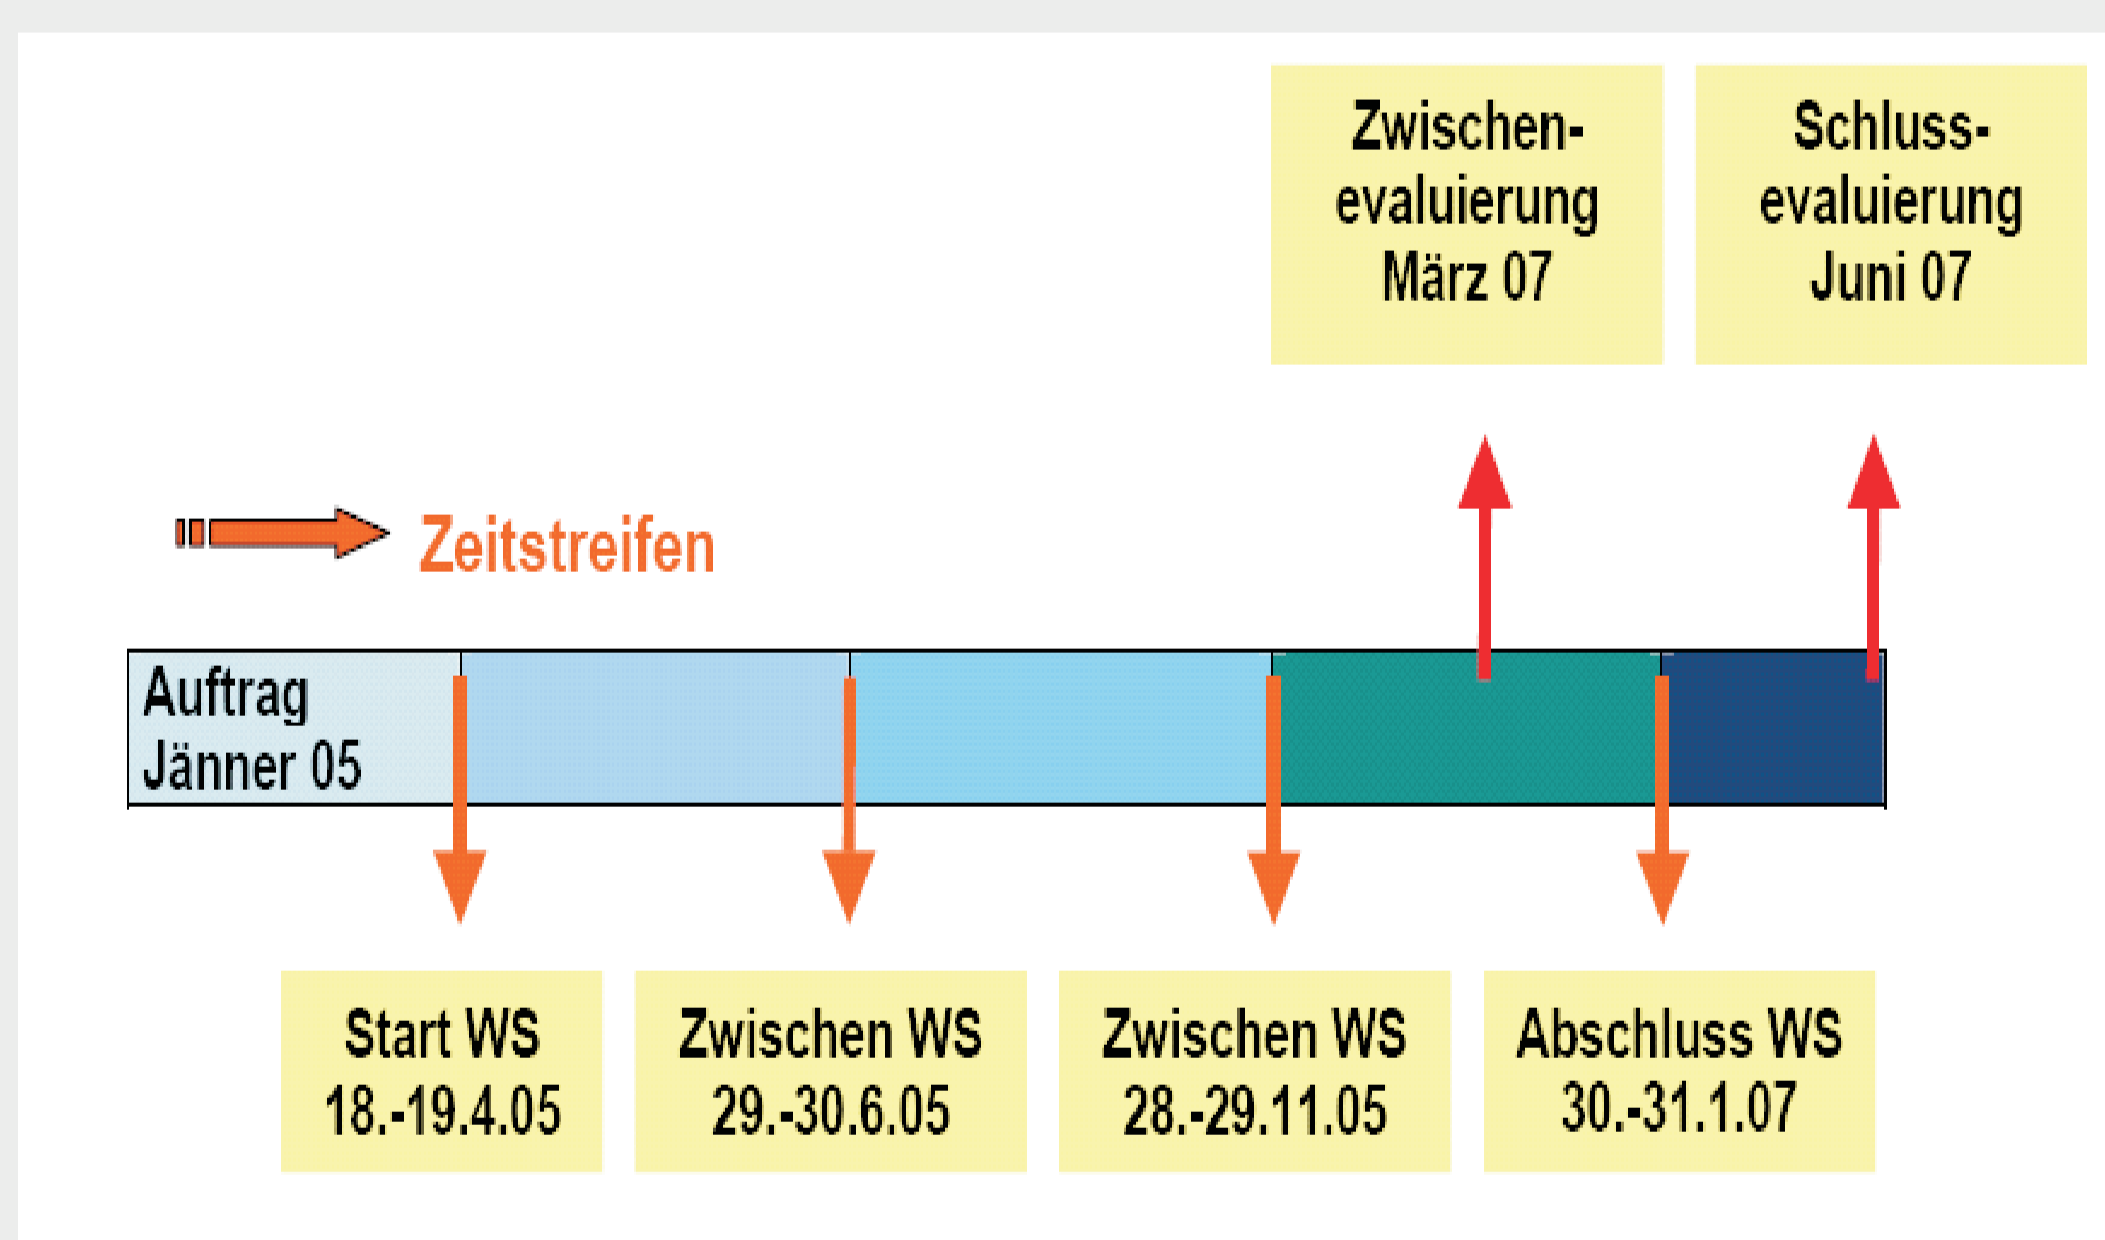 Zwischen-
evaluierung
März 07
Schluss-
evaluierung
Juni 07
Zeitstreifen
Auftrag
Jänner 05
Start WS
18.-19.4.05
Zwischen WS
29.-30.6.05
Zwischen WS
28.-29.11.05
Abschluss WS
30.-31.1.07